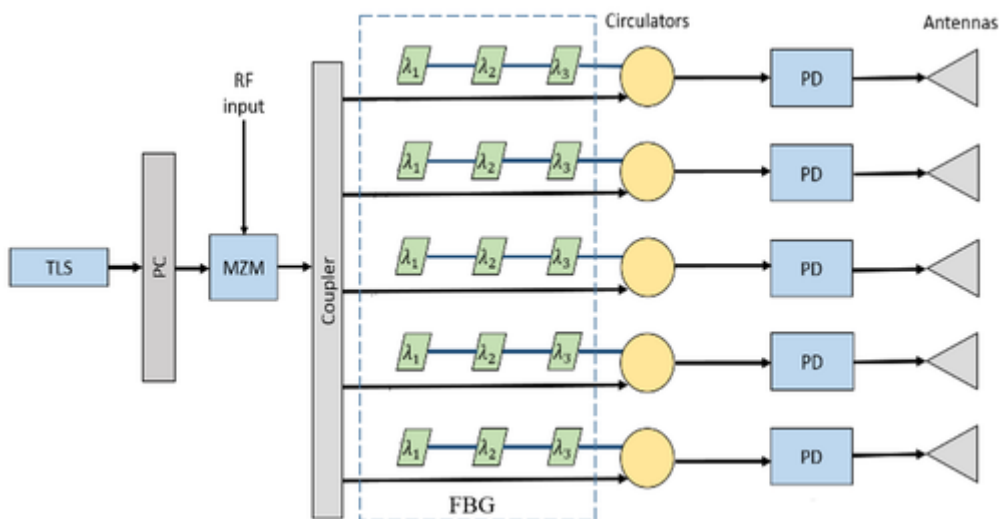 Circulators
Antennas
RF
input
λ₁ λ₂ λ₃
PD
λ₁ λ₂ λ₃
PD
TLS
PC
MZM
Coupler
λ₁ λ₂ λ₃
PD
λ₁ λ₂ λ₃
PD
λ₁ λ₂ λ₃
PD
FBG